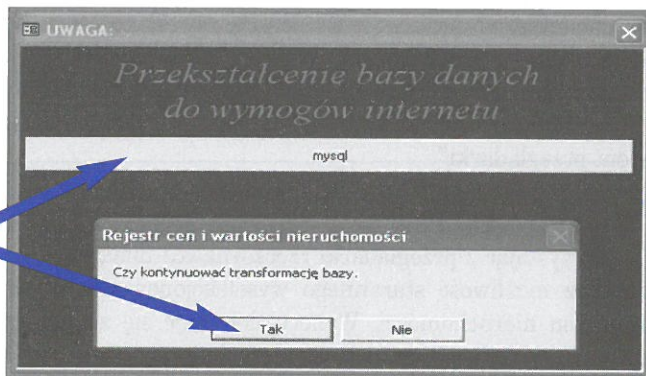 UWAGA:
Przekształcenie bazy danych
do wymogów internetu
mysql
Rejestr cen i wartości nieruchomości
Czy kontynuować transformację bazy.
Tak
Nie